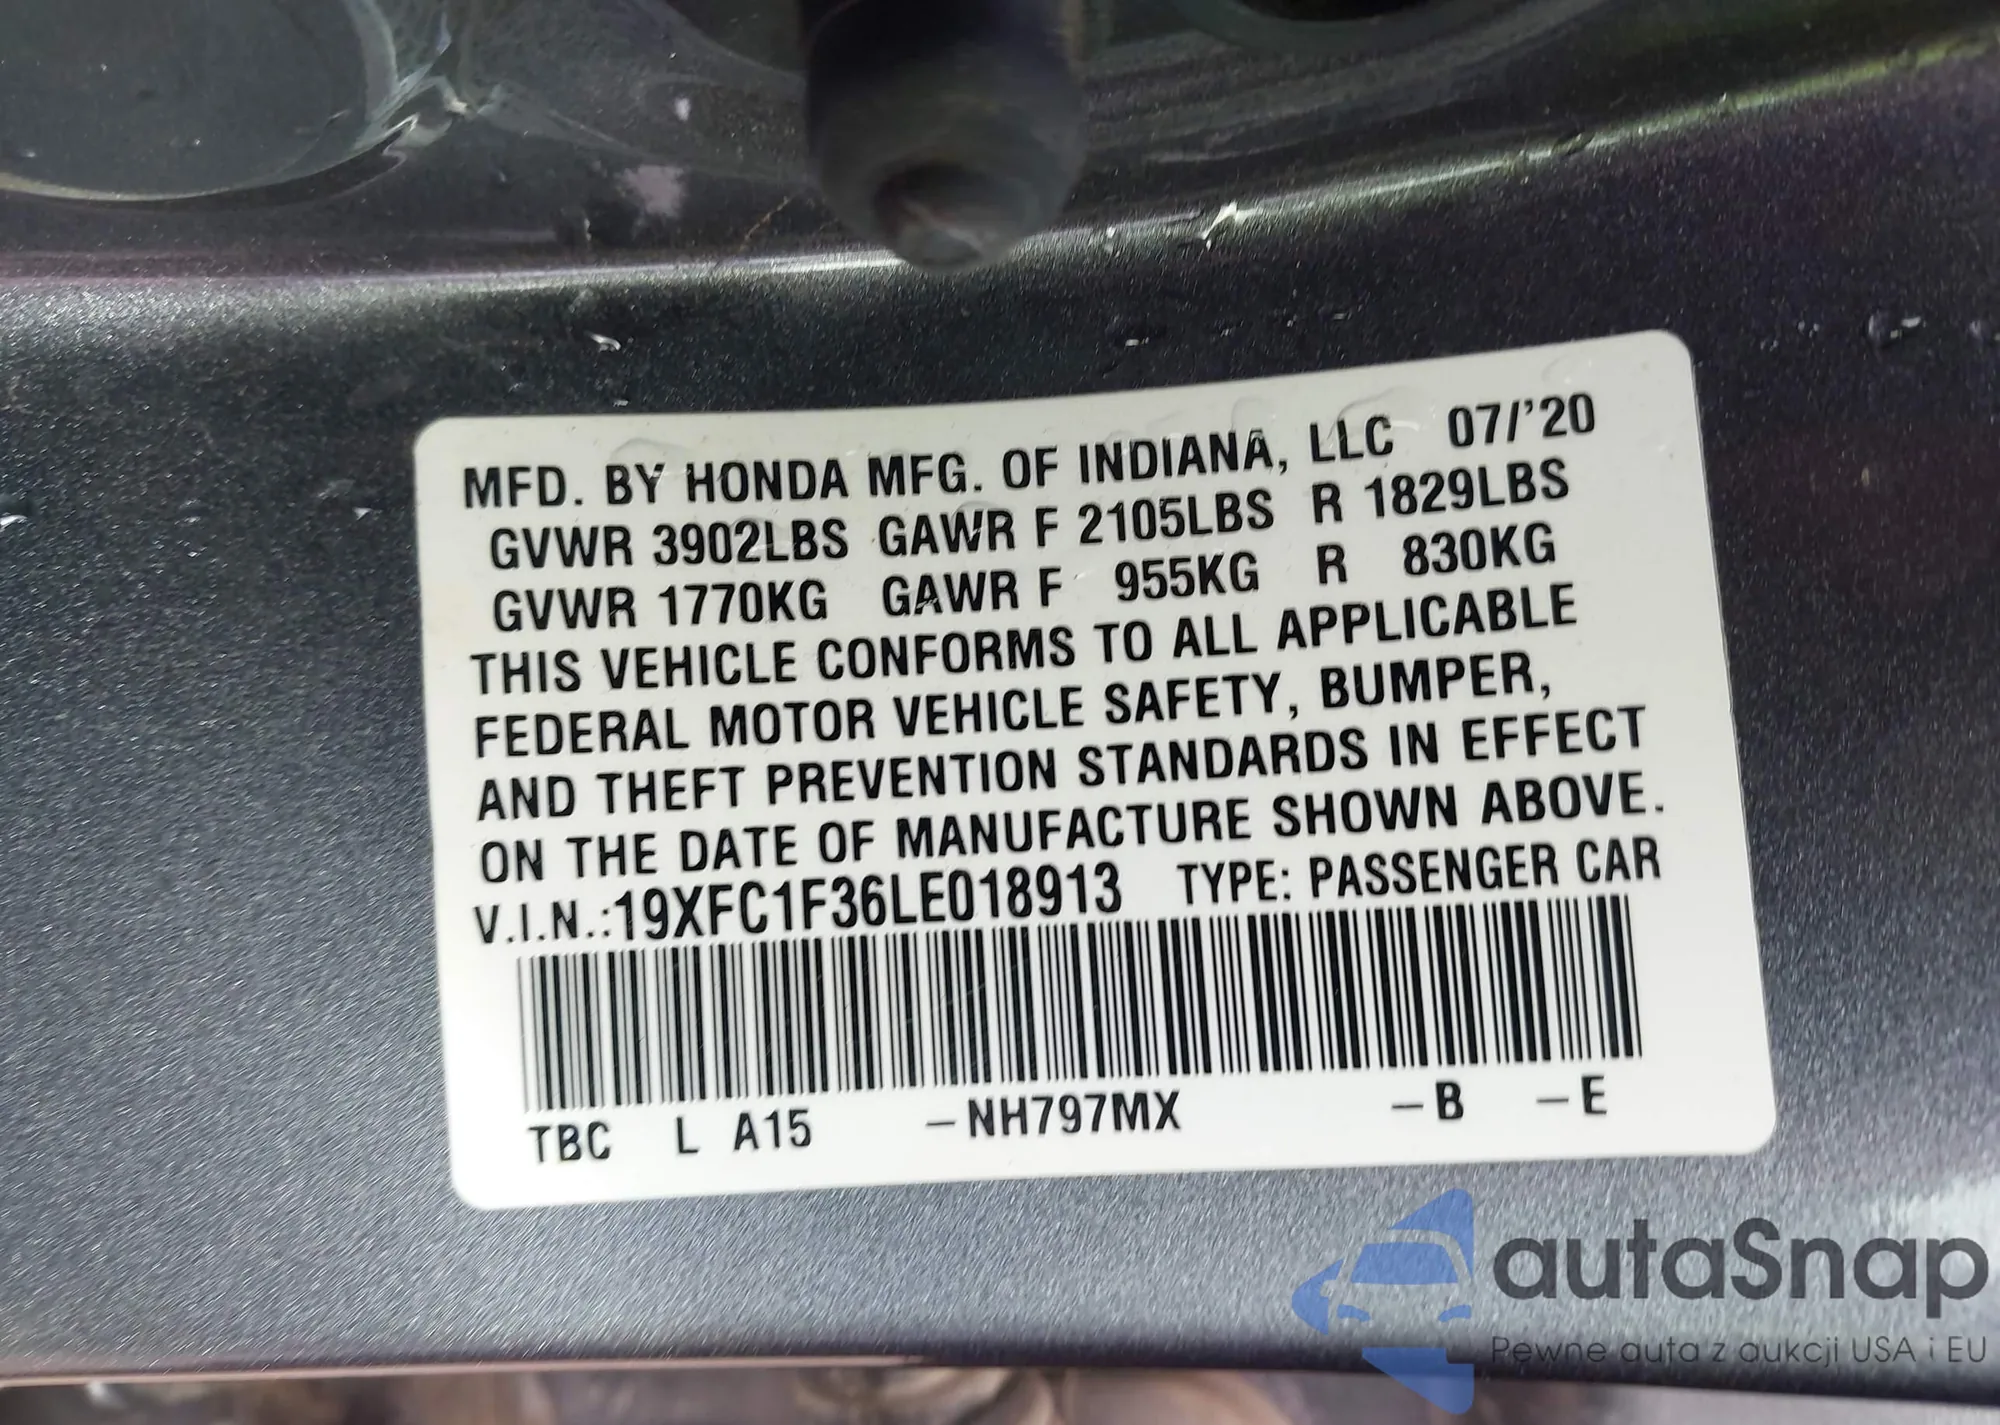 MFD. BY HONDA MFG. OF INDIANA, LLC 07/'20
GVWR 3902LBS GAWR F 2105LBS R 1829LBS
GVWR 1770KG GAWR F 955KG R 830KG
THIS VEHICLE CONFORMS TO ALL APPLICABLE
FEDERAL MOTOR VEHICLE SAFETY, BUMPER,
AND THEFT PREVENTION STANDARDS IN EFFECT
ON THE DATE OF MANUFACTURE SHOWN ABOVE.
V.I.N.:19XFC1F36LE018913 TYPE: PASSENGER CAR
TBC L A15 –NH797MX –B –E
autaSnap
Pewne auta z aukcji USA i EU